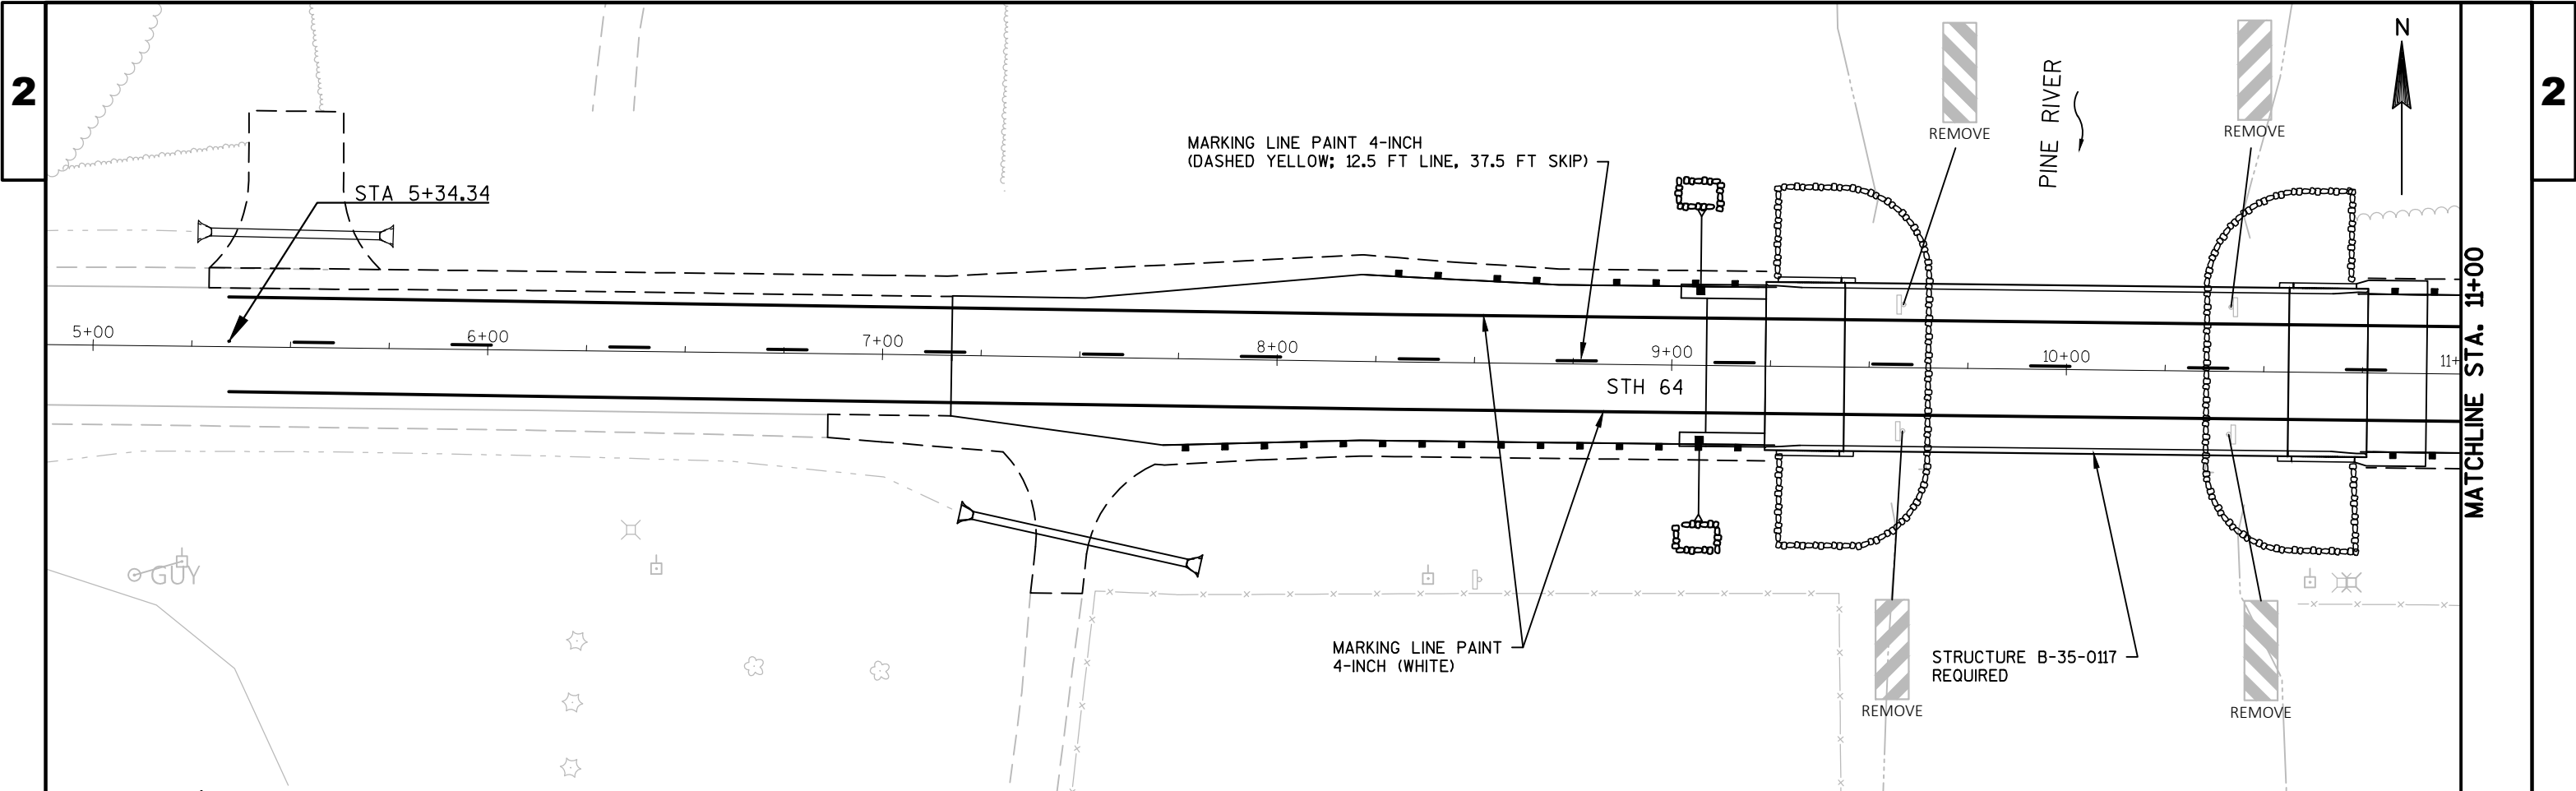 2
2
N
PINE RIVER
REMOVE
REMOVE
MARKING LINE PAINT 4-INCH
(DASHED YELLOW; 12.5 FT LINE, 37.5 FT SKIP)
STA 5+34.34
MATCHLINE STA. 11+00
5+00
6+00
7+00
8+00
9+00
10+00
11+
STH 64
GUY
MARKING LINE PAINT
4-INCH (WHITE)
STRUCTURE B-35-0117
REQUIRED
REMOVE
REMOVE